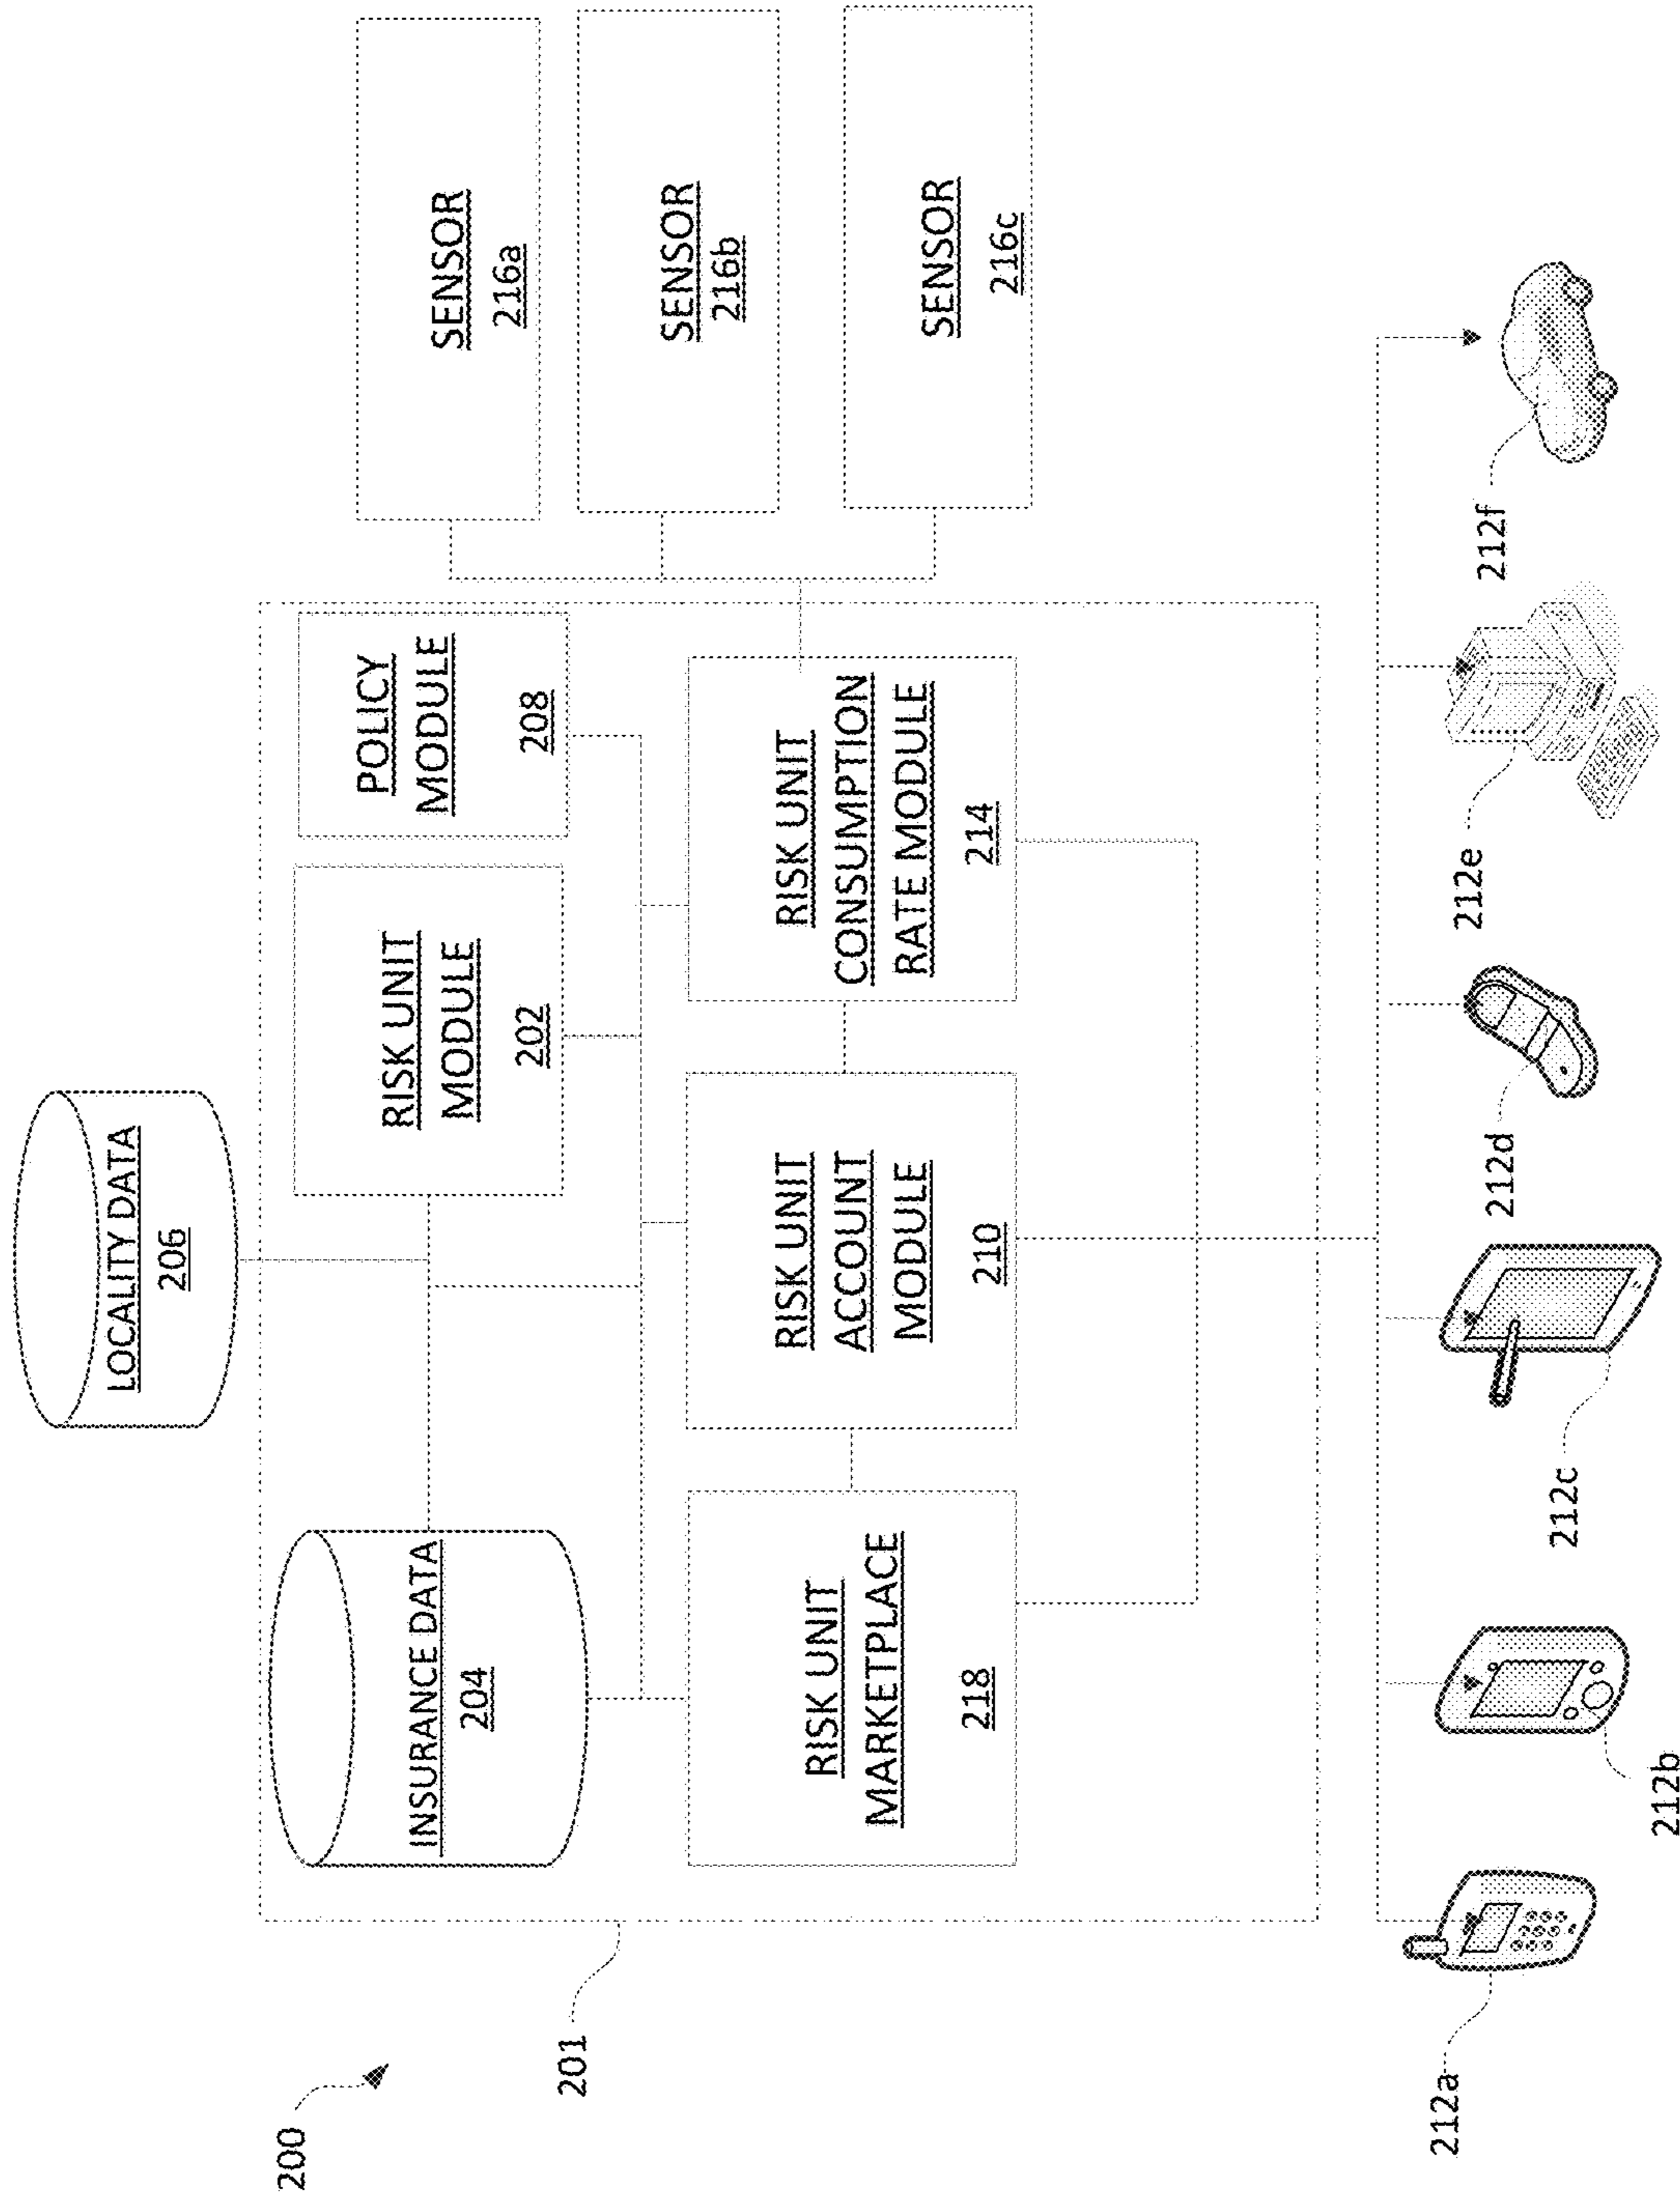 200
201
LOCALITY DATA
206
INSURANCE DATA
204
RISK UNIT
MODULE
202
POLICY
MODULE
208
RISK UNIT
MARKETPLACE
218
RISK UNIT
ACCOUNT
MODULE
210
RISK UNIT
CONSUMPTION
RATE MODULE
214
SENSOR
216a
SENSOR
216b
SENSOR
216c
212a
212b
212c
212d
212e
212f